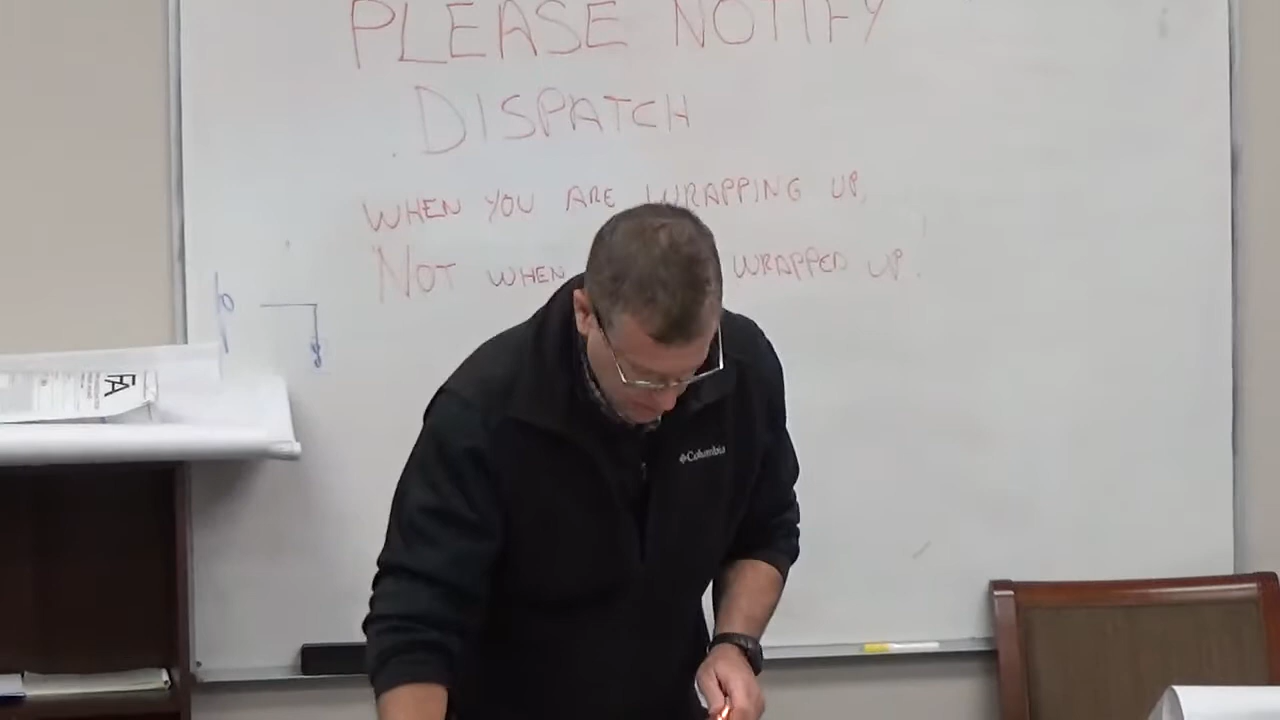 PLEASE NOTIFY
DISPATCH
WHEN YOU ARE WRAPPING UP,
NOT WHEN WRAPPED UP.
FA
Columbia